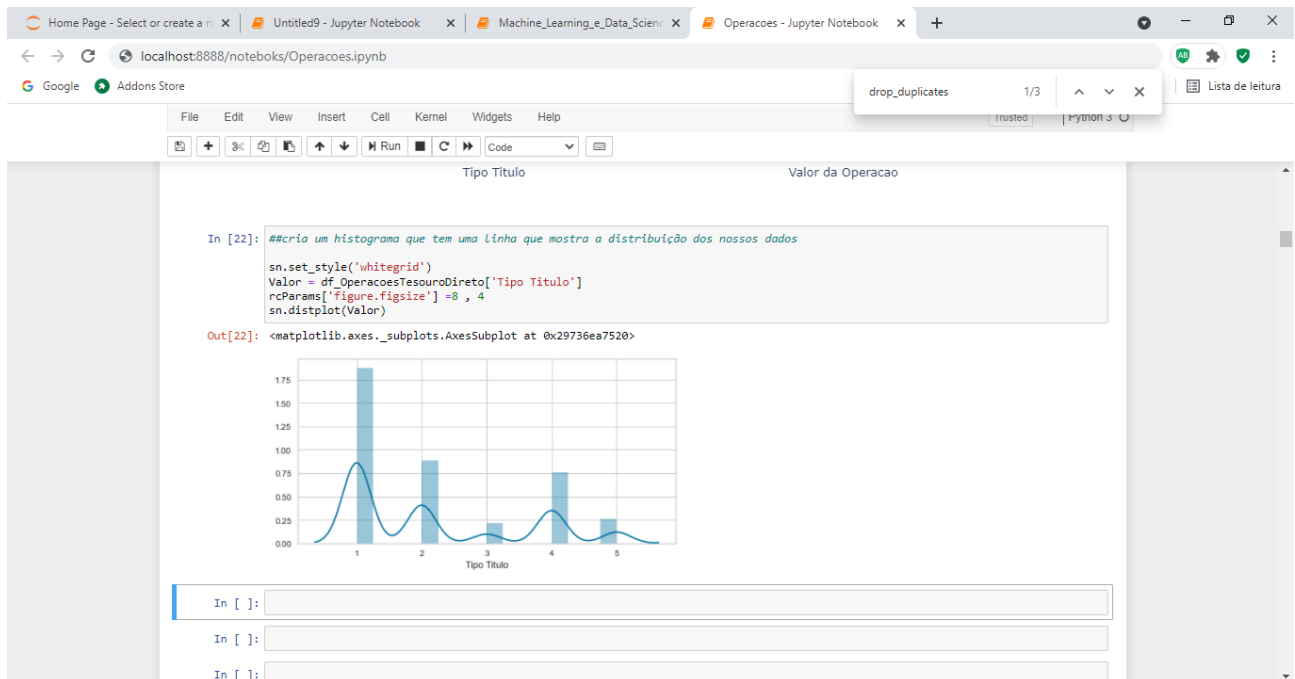 Home Page - Select or create a n
Untitled9 - Jupyter Notebook
Machine_Learning_e_Data_Scienc
Operacoes - Jupyter Notebook
localhost:8888/noteboks/Operacoes.ipynb
AB
Google
Addons Store
drop_duplicates
1/3
Lista de leitura
File Edit View Insert Cell Kernel Widgets Help
Trusted
Python 3
Run
Code
Tipo Titulo
Valor da Operacao
In [22]:
##cria um histograma que tem uma linha que mostra a distribuição dos nossos dados
sn.set_style('whitegrid')
Valor = df_OperacoesTesouroDireto['Tipo Titulo']
rcParams['figure.figsize'] =8 , 4
sn.distplot(Valor)
Out[22]: <matplotlib.axes._subplots.AxesSubplot at 0x29736ea7520>
1.75
1.50
1.25
1.00
0.75
0.50
0.25
0.00
1 2 3 4 5
Tipo Titulo
In [ ]:
In [ ]:
In [ ]: